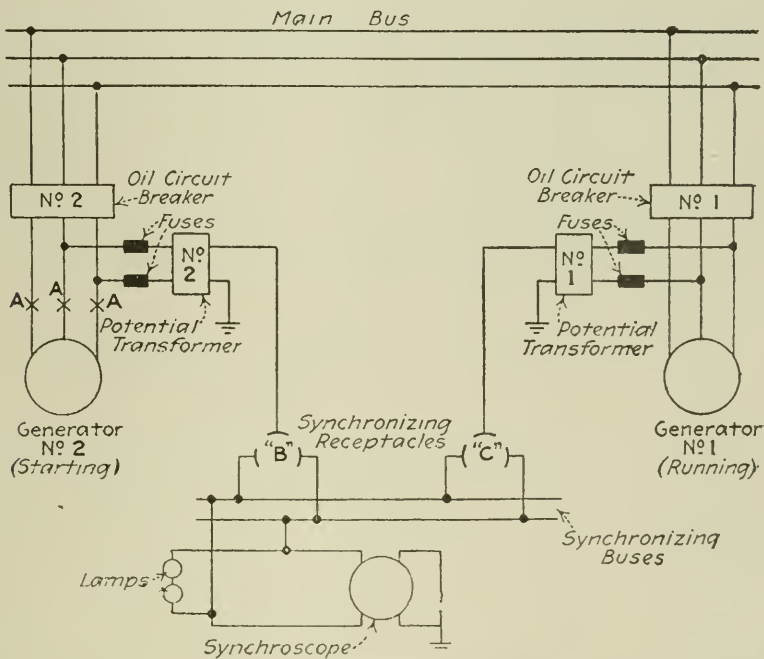 Main Bus
Oil Circuit
Breaker
Nº 2
Fuses
Nº
2
A
A
A
Potential
Transformer
Generator
Nº 2
(Starting)
Oil Circuit
Breaker
Nº 1
Fuses
Nº
1
Potential
Transformer
Generator
Nº 1
(Running)
Synchronizing
Receptacles
"B"
"C"
Synchronizing
Buses
Lamps
Synchroscope